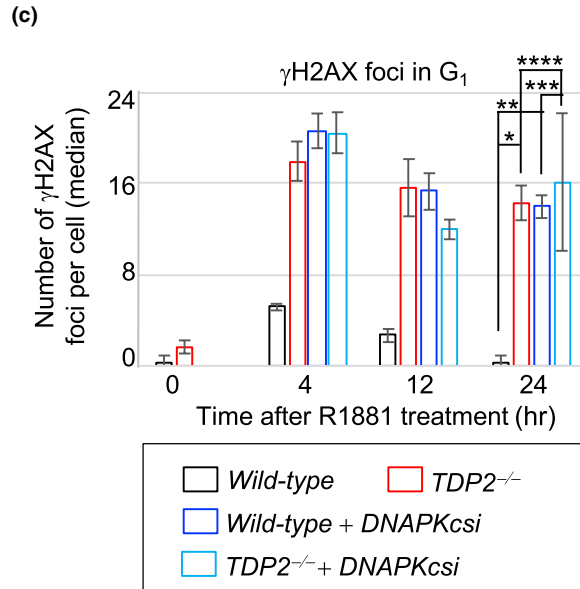 (c)
γH2AX foci in G₁
Number of γH2AX
foci per cell (median)
24
16
8
0
****
***
**
*
0 4 12 24
Time after R1881 treatment (hr)
Wild-type TDP2⁻/⁻
Wild-type + DNAPKcsi
TDP2⁻/⁻ + DNAPKcsi